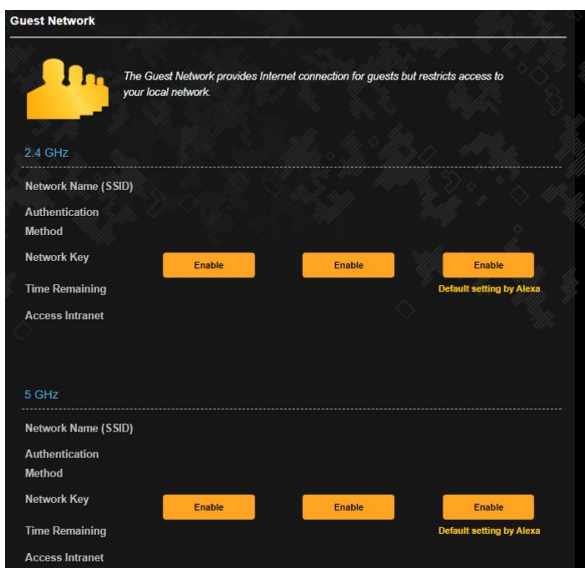 Guest Network
The Guest Network provides Internet connection for guests but restricts access to
your local network.
2.4 GHz
Network Name (SSID)
Authentication
Method
Network Key
Enable Enable Enable
Time Remaining
Default setting by Alexa
Access Intranet
5 GHz
Network Name (SSID)
Authentication
Method
Network Key
Enable Enable Enable
Time Remaining
Default setting by Alexa
Access Intranet